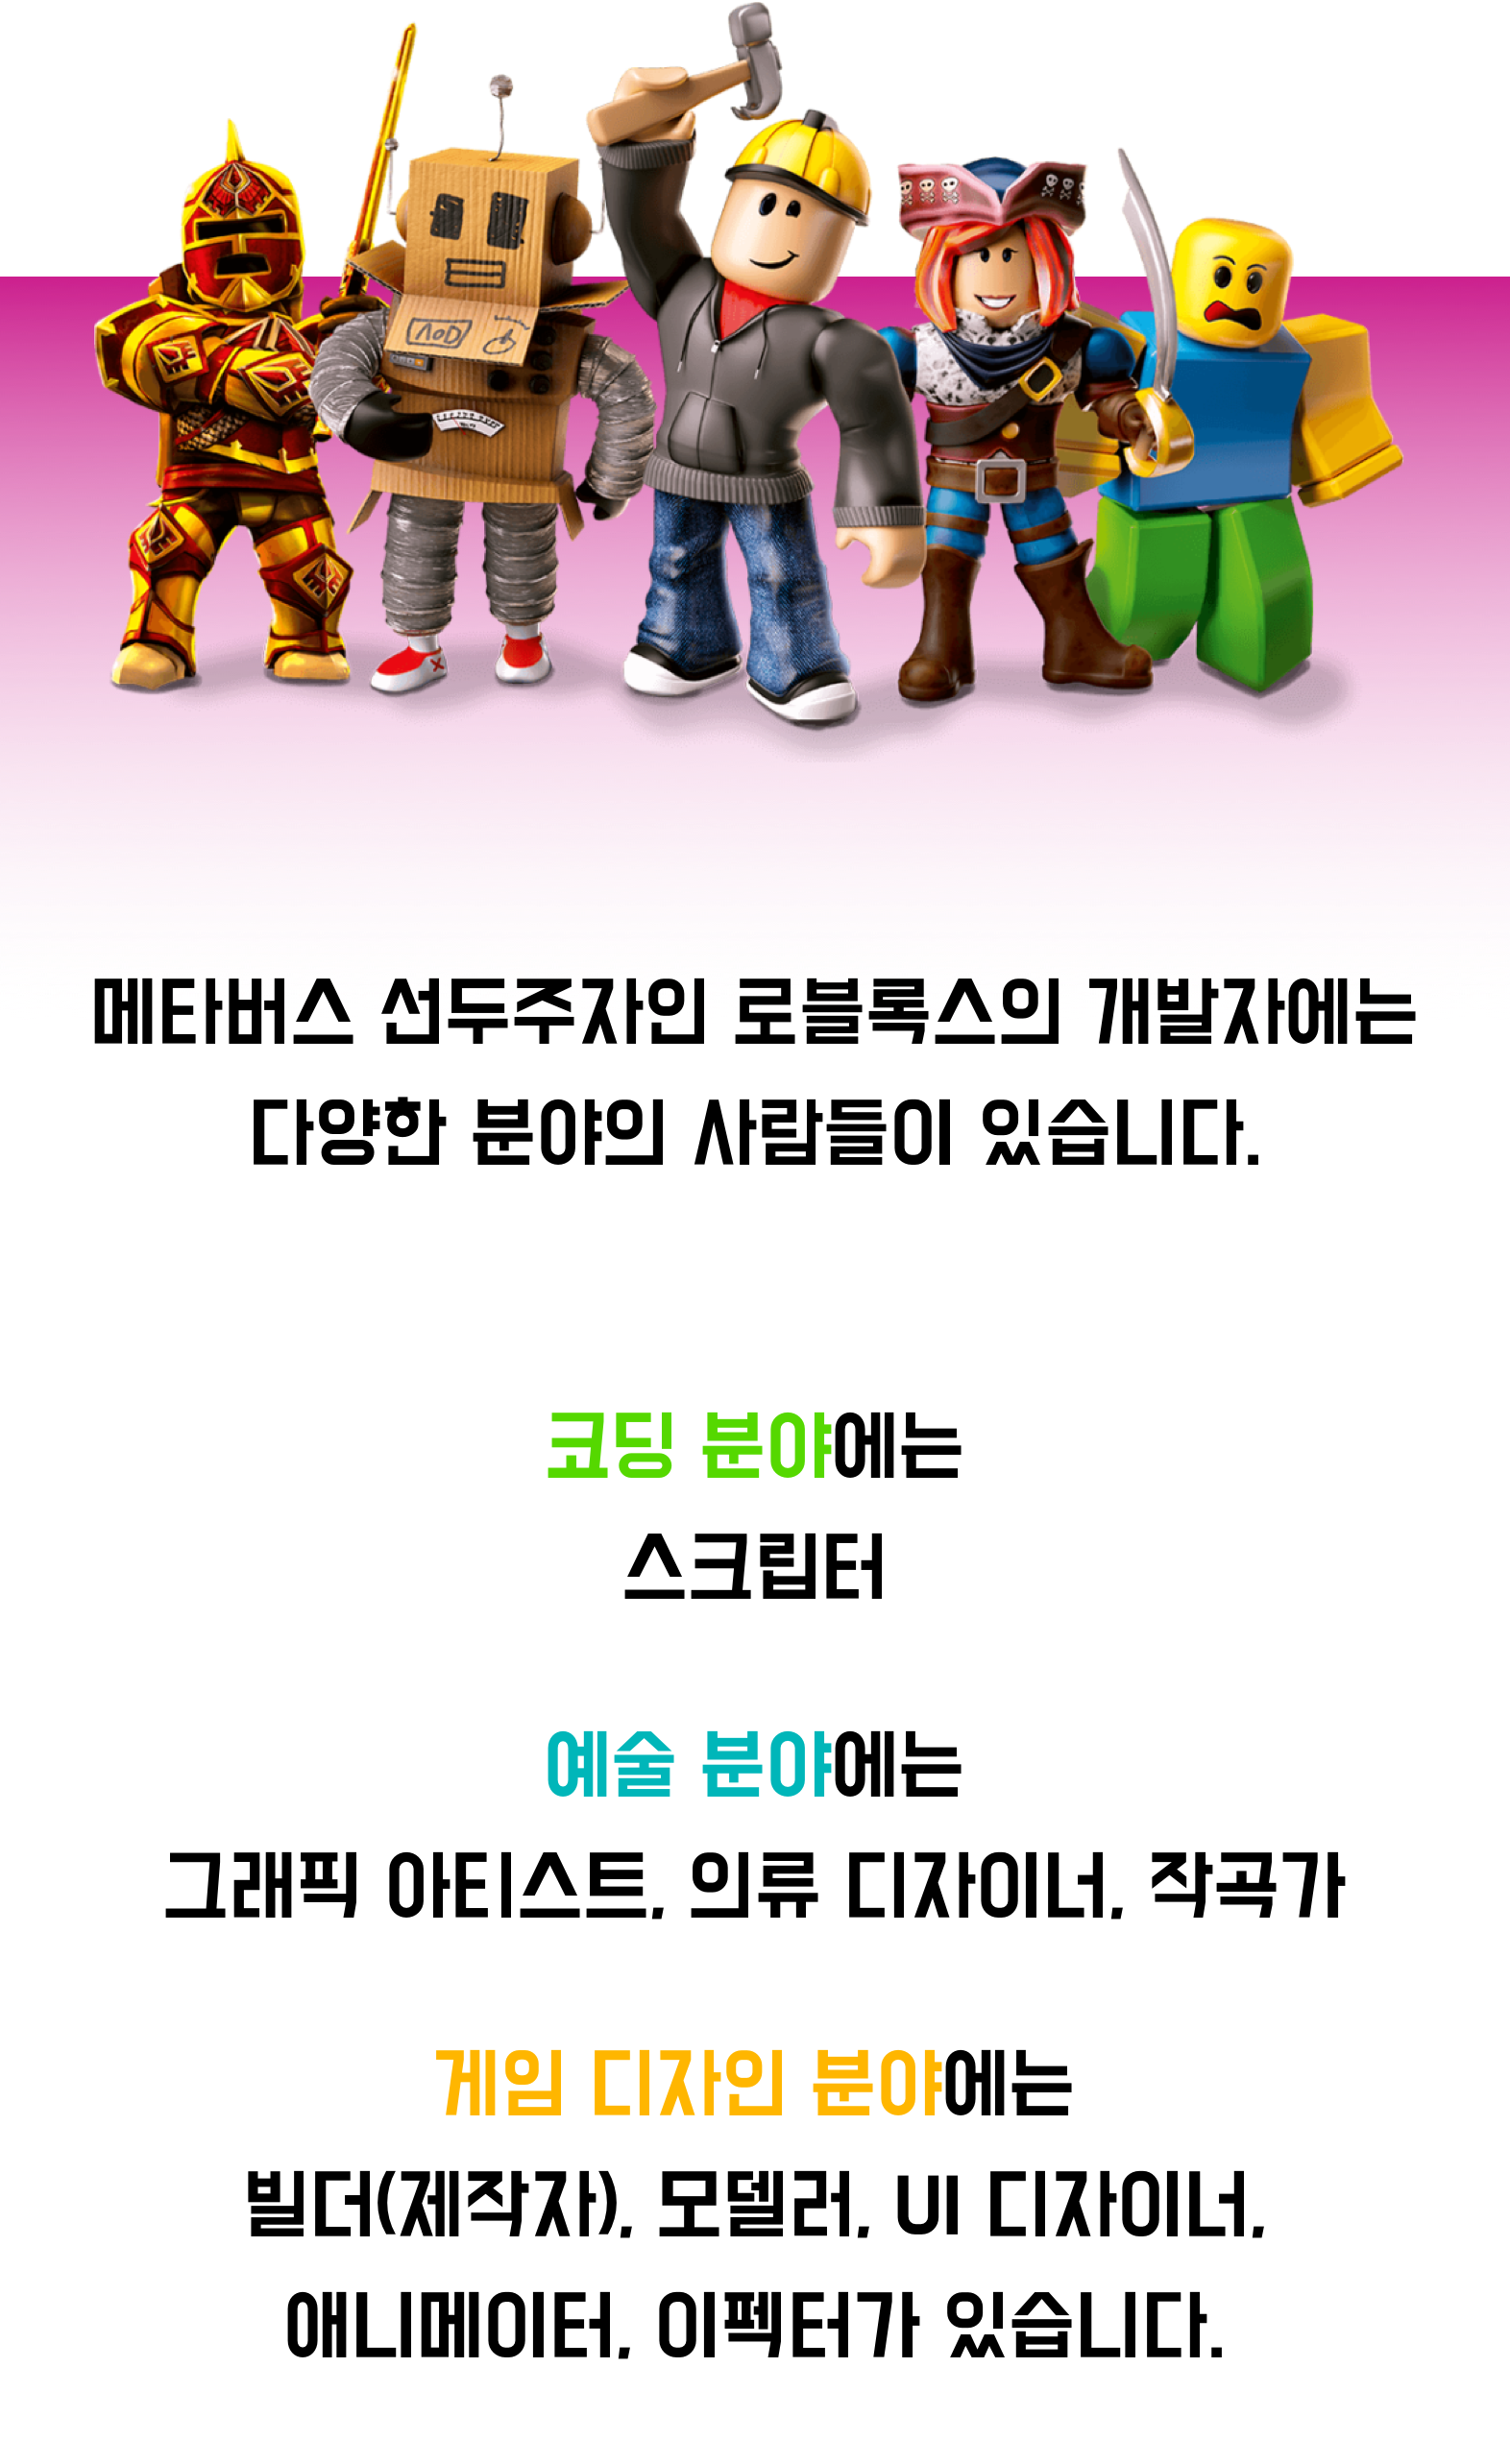 메타버스 선두주자인 로블록스의 개발자에는
다양한 분야의 사람들이 있습니다.
코딩 분야에는
스크립터
예술 분야에는
그래픽 아티스트, 의류 디자이너, 작곡가
게임 디자인 분야에는
빌더(제작자), 모델러, UI 디자이너,
애니메이터, 이펙터가 있습니다.